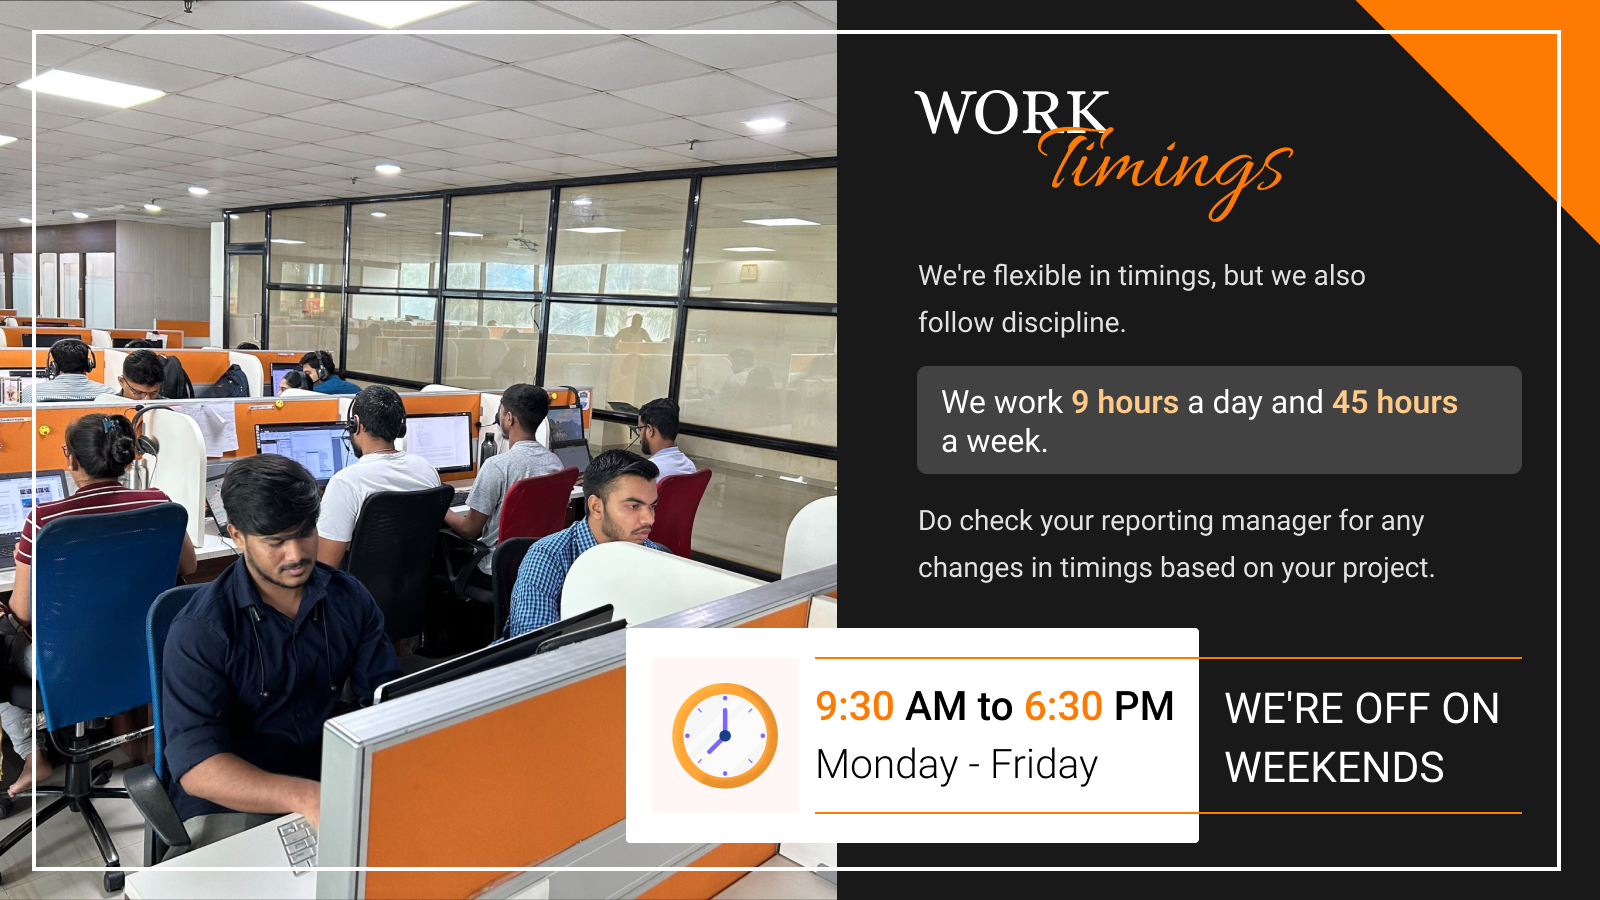 WORK
Timings
We're flexible in timings, but we also
follow discipline.
We work 9 hours a day and 45 hours
a week.
Do check your reporting manager for any
changes in timings based on your project.
9:30 AM to 6:30 PM
Monday - Friday
WE'RE OFF ON
WEEKENDS